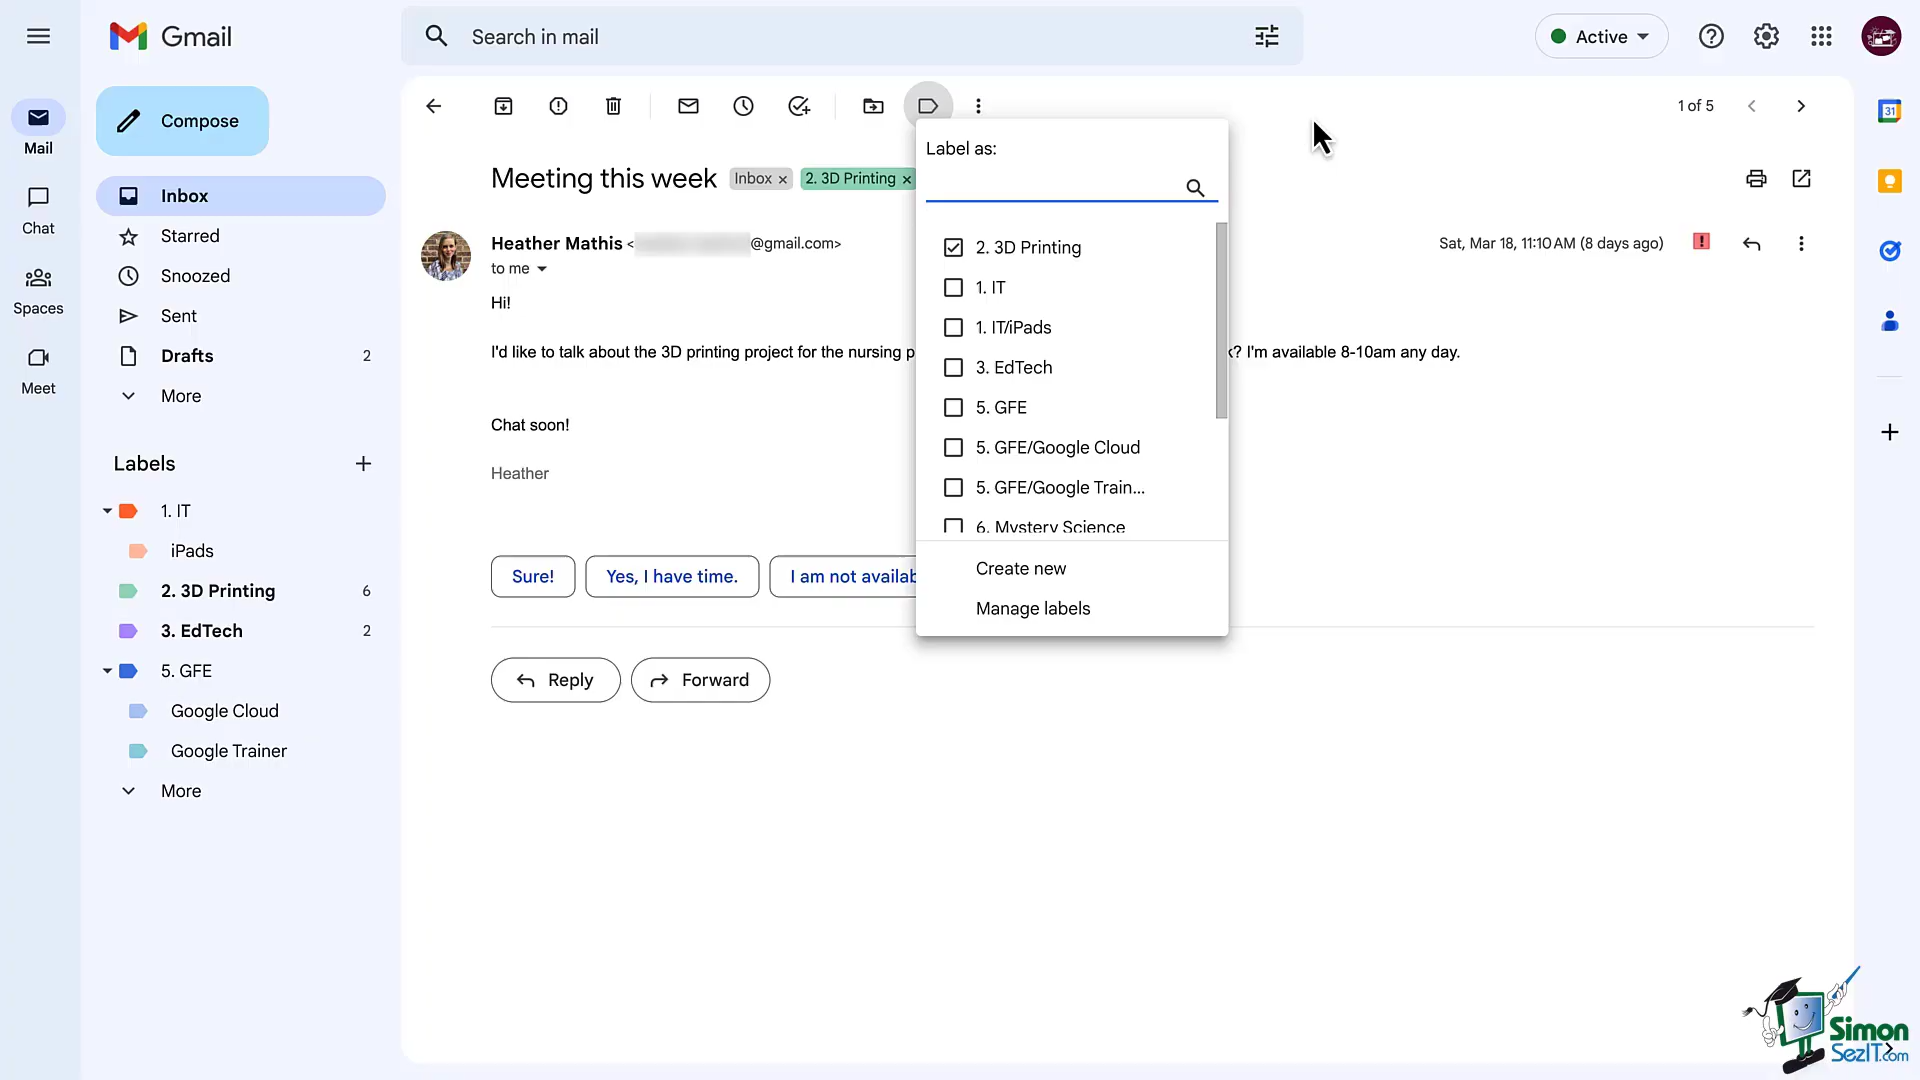 Gmail
Search in mail
Active
Compose
1 of 5
31
Mail
Label as:
Meeting this week
Inbox ×
2. 3D Printing ×
Inbox
Chat
Starred
Heather Mathis <
@gmail.com>
Sat, Mar 18, 11:10 AM (8 days ago)
2. 3D Printing
to me
Snoozed
1. IT
Hi!
Spaces
Sent
1. IT/iPads
I'd like to talk about the 3D printing project for the nursing p
? I'm available 8-10am any day.
Drafts
2
3. EdTech
Meet
More
5. GFE
Chat soon!
5. GFE/Google Cloud
Labels
Heather
5. GFE/Google Train...
1. IT
6. Mystery Science
iPads
Create new
Sure!
Yes, I have time.
I am not availab
2. 3D Printing
6
Manage labels
3. EdTech
2
5. GFE
Reply
Forward
Google Cloud
Google Trainer
More
Simon
SezIT.com